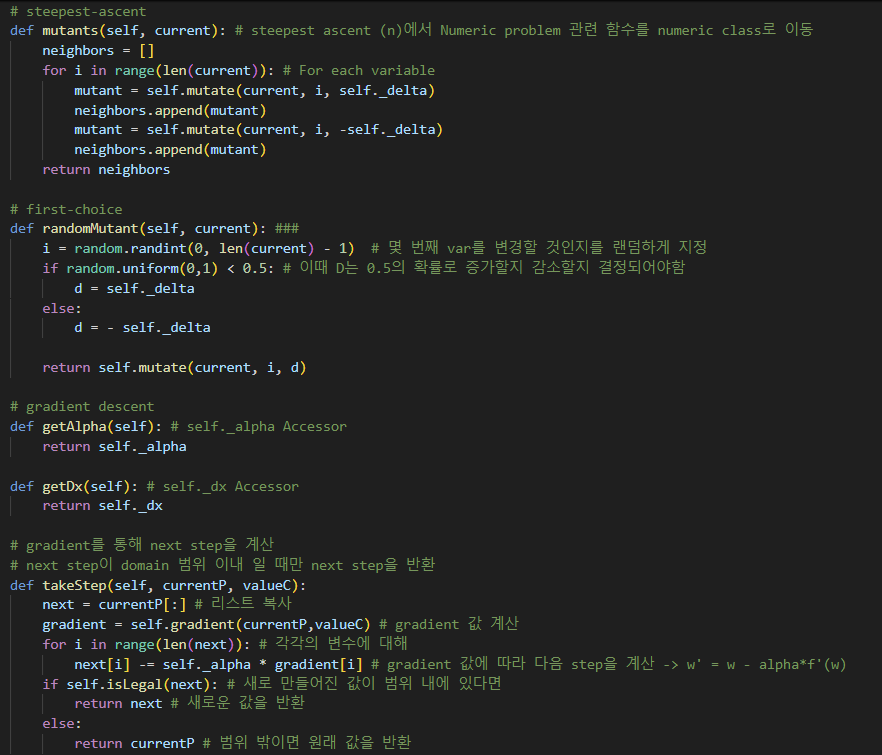 # steepest-ascent
def mutants(self, current): # steepest ascent (n)에서 Numeric problem 관련 함수를 numeric class로 이동
    neighbors = []
    for i in range(len(current)): # For each variable
        mutant = self.mutate(current, i, self._delta)
        neighbors.append(mutant)
        mutant = self.mutate(current, i, -self._delta)
        neighbors.append(mutant)
    return neighbors

# first-choice
def randomMutant(self, current): ###
    i = random.randint(0, len(current) - 1)  # 몇 번째 var를 변경할 것인지를 랜덤하게 지정
    if random.uniform(0,1) < 0.5: # 이때 D는 0.5의 확률로 증가할지 감소할지 결정되어야함
        d = self._delta
    else:
        d = - self._delta

    return self.mutate(current, i, d)

# gradient descent
def getAlpha(self): # self._alpha Accessor
    return self._alpha

def getDx(self): # self._dx Accessor
    return self._dx

# gradient를 통해 next step을 계산
# next step이 domain 범위 이내 일 때만 next step을 반환
def takeStep(self, currentP, valueC):
    next = currentP[:] # 리스트 복사
    gradient = self.gradient(currentP,valueC) # gradient 값 계산
    for i in range(len(next)): # 각각의 변수에 대해
        next[i] -= self._alpha * gradient[i] # gradient 값에 따라 다음 step을 계산 -> w' = w - alpha*f'(w)
    if self.isLegal(next): # 새로 만들어진 값이 범위 내에 있다면
        return next # 새로운 값을 반환
    else:
        return currentP # 범위 밖이면 원래 값을 반환